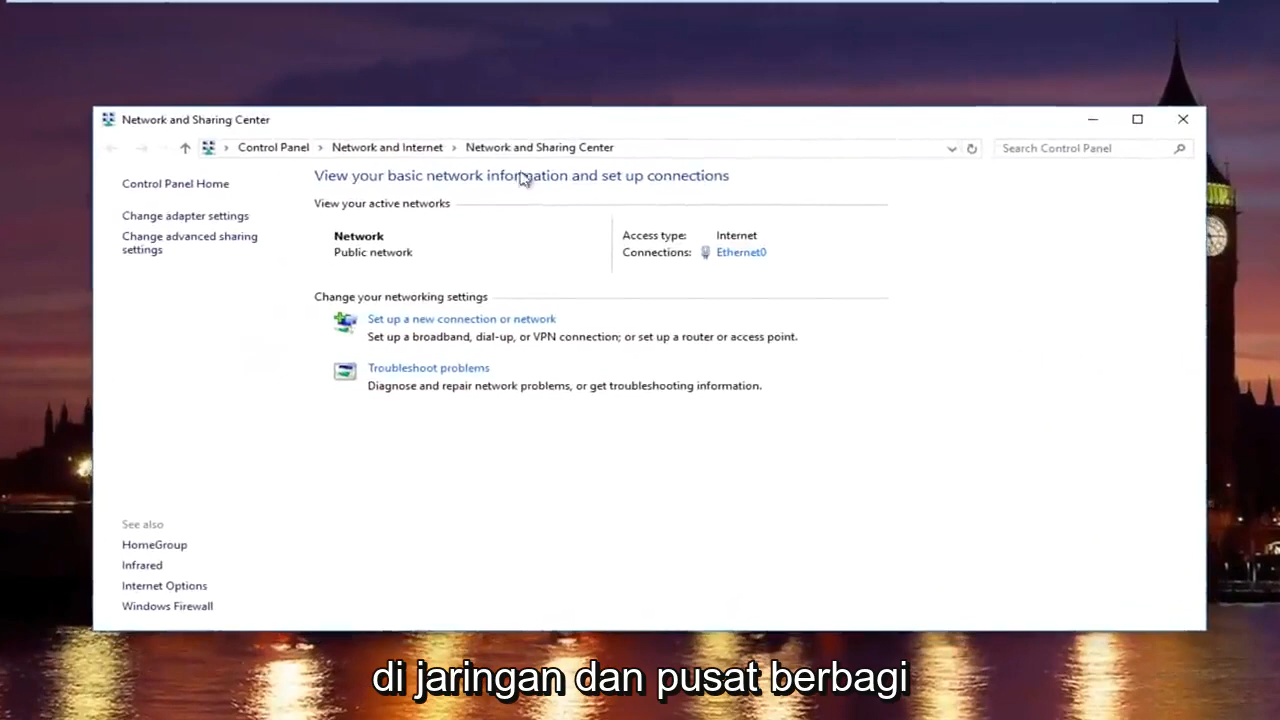 Network and Sharing Center
Control Panel > Network and Internet > Network and Sharing Center
Search Control Panel
Control Panel Home
Change adapter settings
Change advanced sharing
settings
View your basic network information and set up connections
View your active networks
Network
Public network
Access type: Internet
Connections: Ethernet0
Change your networking settings
Set up a new connection or network
Set up a broadband, dial-up, or VPN connection; or set up a router or access point.
Troubleshoot problems
Diagnose and repair network problems, or get troubleshooting information.
See also
HomeGroup
Infrared
Internet Options
Windows Firewall
di jaringan dan pusat berbagi